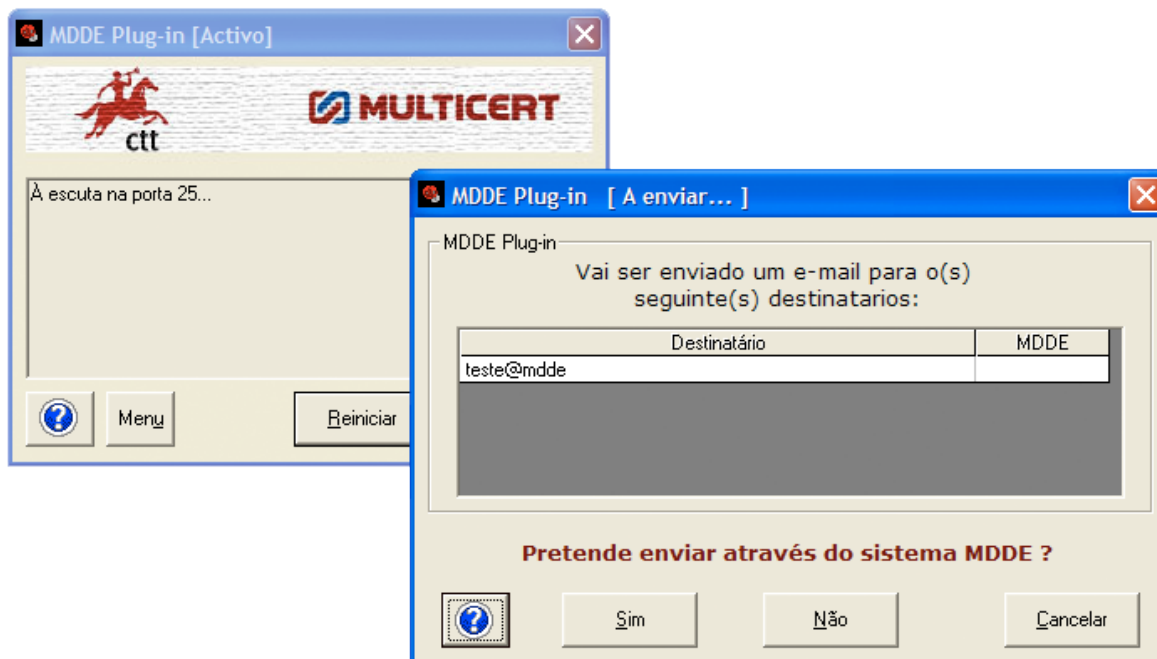 MDDE Plug-in [Activo]
ctt
MULTICERT
À escuta na porta 25...
Menu
Reiniciar
MDDE Plug-in [ A enviar... ]
MDDE Plug-in
Vai ser enviado um e-mail para o(s)
seguinte(s) destinatarios:
Destinatário MDDE
teste@mdde
Pretende enviar através do sistema MDDE ?
Sim Não Cancelar